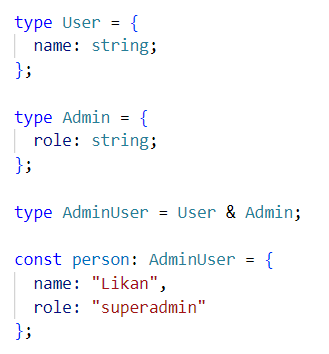 type User = {
  name: string;
};

type Admin = {
  role: string;
};

type AdminUser = User & Admin;

const person: AdminUser = {
  name: "Likan",
  role: "superadmin"
};